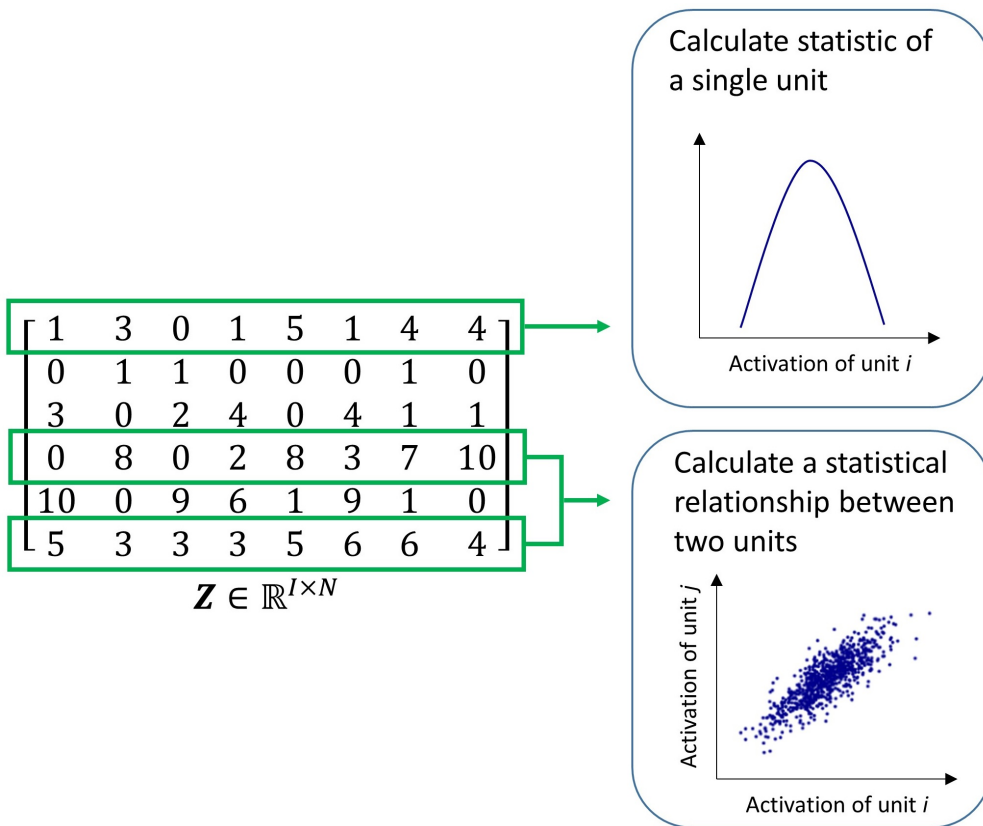 Calculate statistic of
a single unit
Activation of unit i
1 3 0 1 5 1 4 4
0 1 1 0 0 0 1 0
3 0 2 4 0 4 1 1
0 8 0 2 8 3 7 10
10 0 9 6 1 9 1 0
5 3 3 3 5 6 6 4
Z ∈ ℝ^{I×N}
Calculate a statistical
relationship between
two units
Activation of unit j
Activation of unit i